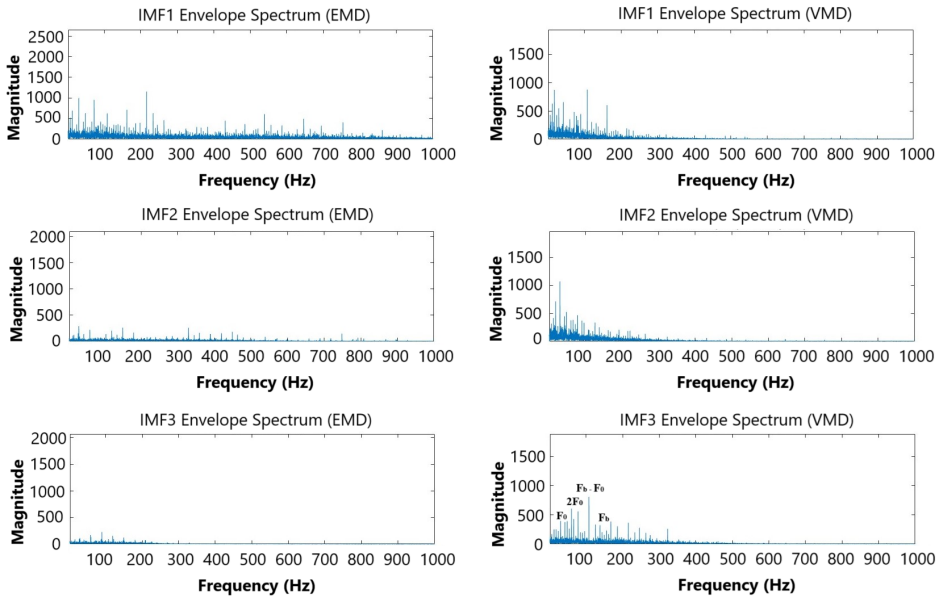 IMF1 Envelope Spectrum (EMD)
Magnitude
2500
2000
1500
1000
500
0
100 200 300 400 500 600 700 800 900 1000
Frequency (Hz)
IMF1 Envelope Spectrum (VMD)
Magnitude
1500
1000
500
0
100 200 300 400 500 600 700 800 900 1000
Frequency (Hz)
IMF2 Envelope Spectrum (EMD)
Magnitude
2000
1500
1000
500
0
100 200 300 400 500 600 700 800 900 1000
Frequency (Hz)
IMF2 Envelope Spectrum (VMD)
Magnitude
1500
1000
500
0
100 200 300 400 500 600 700 800 900 1000
Frequency (Hz)
IMF3 Envelope Spectrum (EMD)
Magnitude
2000
1500
1000
500
0
100 200 300 400 500 600 700 800 900 1000
Frequency (Hz)
IMF3 Envelope Spectrum (VMD)
Magnitude
1500
1000
500
0
Fb - F0
2F0
F0
Fb
100 200 300 400 500 600 700 800 900 1000
Frequency (Hz)